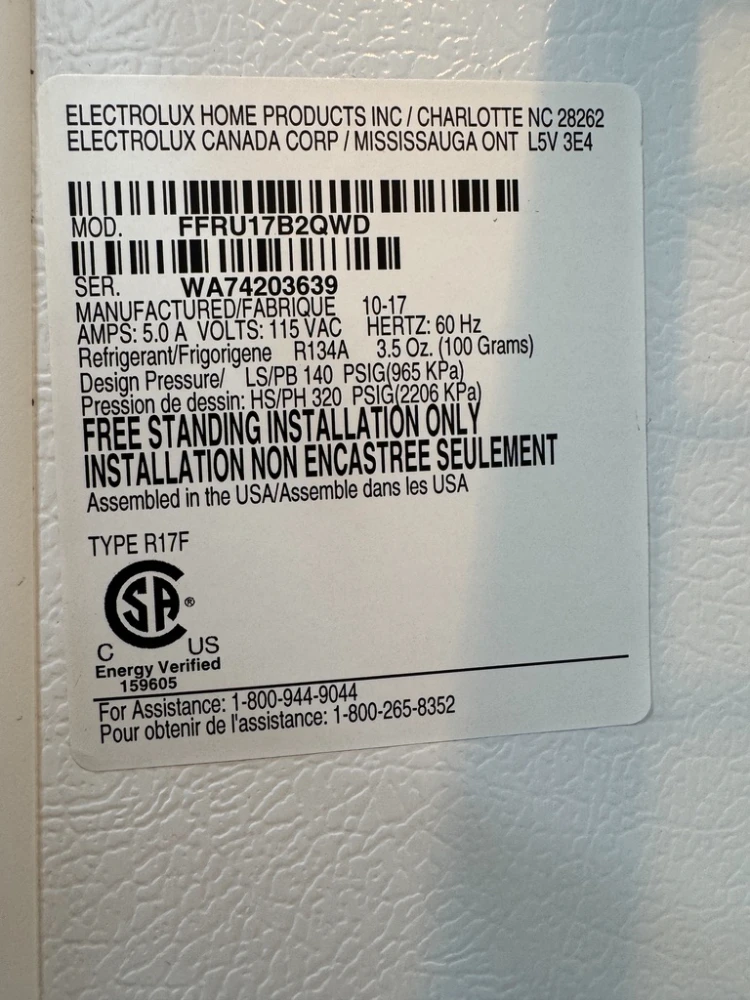 ELECTROLUX HOME PRODUCTS INC / CHARLOTTE NC 28262
ELECTROLUX CANADA CORP / MISSISSAUGA ONT L5V 3E4
MOD. FFRU17B2QWD
SER. WA74203639
MANUFACTURED/FABRIQUE 10-17
AMPS: 5.0 A VOLTS: 115 VAC HERTZ: 60 Hz
Refrigerant/Frigorigene R134A 3.5 Oz. (100 Grams)
Design Pressure/ LS/PB 140 PSIG(965 KPa)
Pression de dessin: HS/PH 320 PSIG(2206 KPa)
FREE STANDING INSTALLATION ONLY
INSTALLATION NON ENCASTREE SEULEMENT
Assembled in the USA/Assemble dans les USA
TYPE R17F
SA ®
C US
Energy Verified
159605
For Assistance: 1-800-944-9044
Pour obtenir de l'assistance: 1-800-265-8352